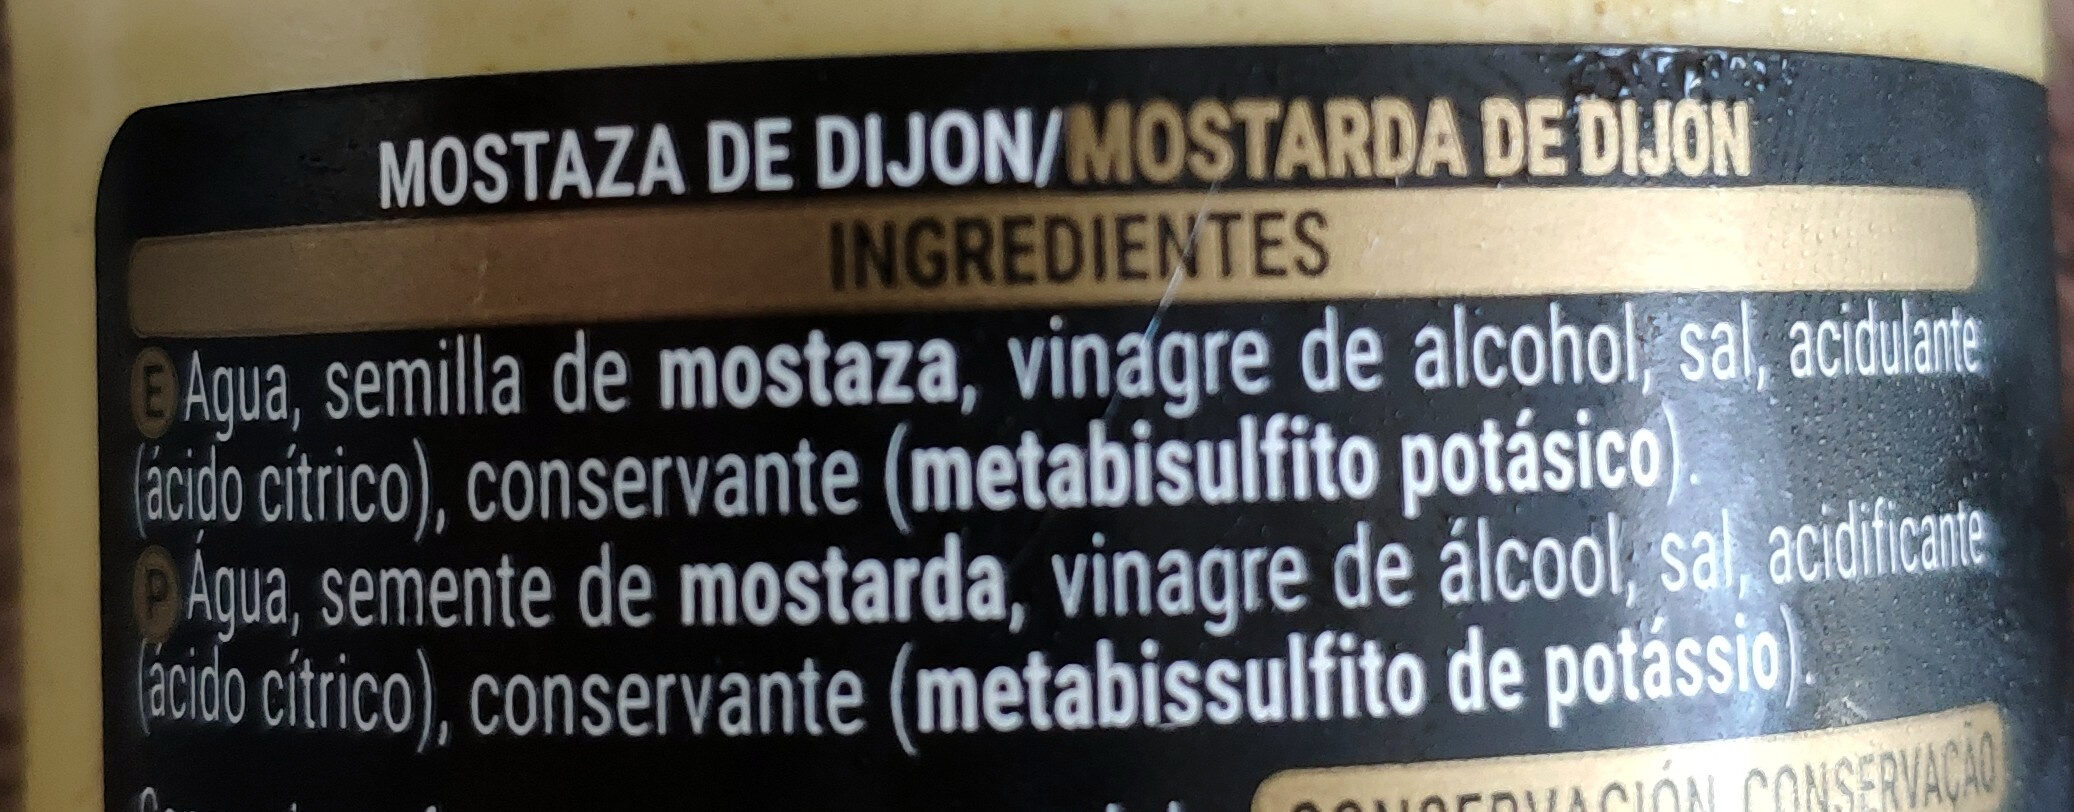 MOSTAZA DE DIJON/MOSTARDA DE DIJON
INGREDIENTES
E Agua, semilla de mostaza, vinagre de alcohol, sal, acidulante
(ácido cítrico), conservante (metabisulfito potásico).
P Água, semente de mostarda, vinagre de álcool, sal, acidificante
(ácido cítrico), conservante (metabissulfito de potássio).
CONSERVACIÓN CONSERVAÇÃO